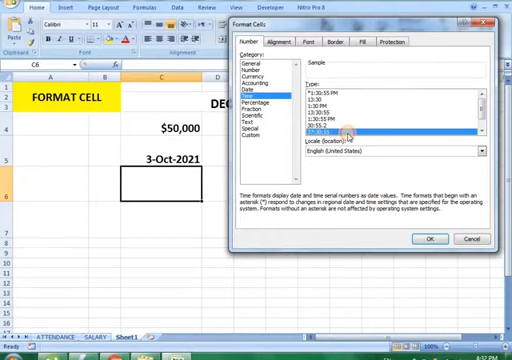 Home Insert Page Layout Formulas Data Review View Developer Nitro Pro 8
Calibri 11
Paste
Clipboard Font
C6
A B C D
1
2
3
4
5
6
7
8
9
10
11
12
13
FORMAT CELL
DEC
$50,000
3-Oct-2021
Format Cells
Number Alignment Font Border Fill Protection
Category:
General
Number
Currency
Accounting
Date
Time
Percentage
Fraction
Scientific
Text
Special
Custom
Sample
Type:
*1:30:55 PM
13:30
1:30 PM
13:30:55
1:30:55 PM
30:55.2
37:30:55
Locale (location):
English (United States)
Time formats display date and time serial numbers as date values. Time formats that begin with an
asterisk (*) respond to changes in regional date and time settings that are specified for the operating
system. Formats without an asterisk are not affected by operating system settings.
OK Cancel
ATTENDANCE SALARY Sheet1
Ready
100%
4:32 PM